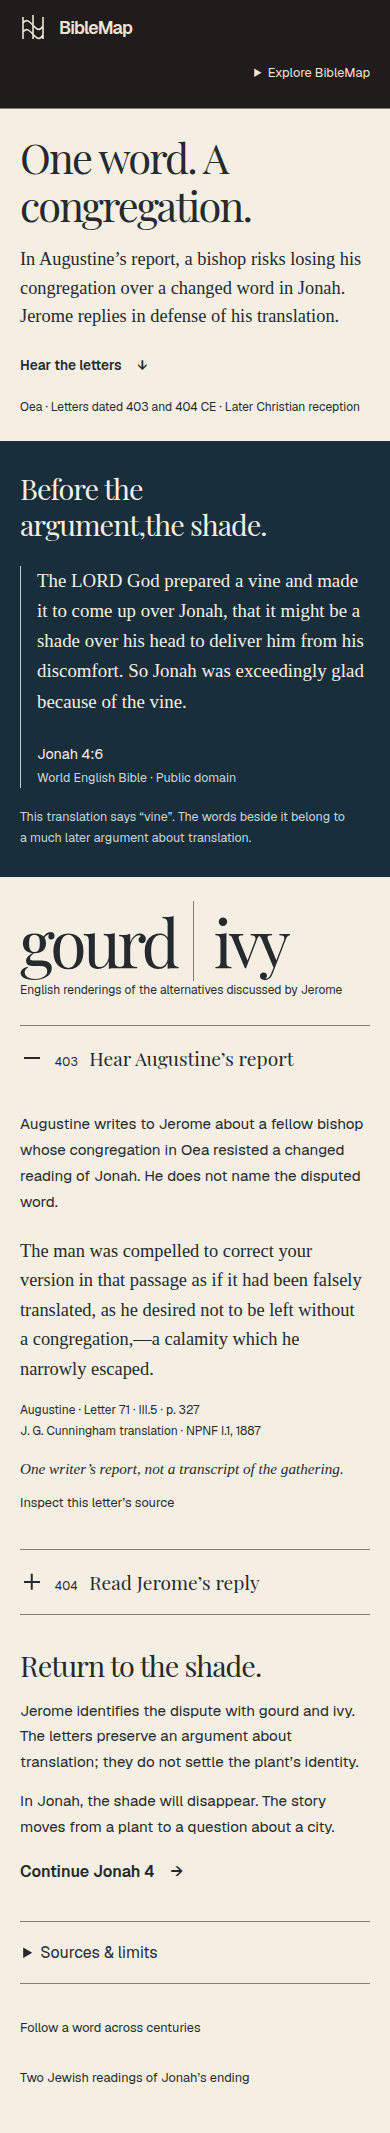 BibleMap
▶ Explore BibleMap
One word. A
congregation.
In Augustine’s report, a bishop risks losing his
congregation over a changed word in Jonah.
Jerome replies in defense of his translation.
Hear the letters ↓
Oea · Letters dated 403 and 404 CE · Later Christian reception
Before the
argument,the shade.
The LORD God prepared a vine and made
it to come up over Jonah, that it might be a
shade over his head to deliver him from his
discomfort. So Jonah was exceedingly glad
because of the vine.
Jonah 4:6
World English Bible · Public domain
This translation says “vine”. The words beside it belong to
a much later argument about translation.
gourd ivy
English renderings of the alternatives discussed by Jerome
403 Hear Augustine’s report
Augustine writes to Jerome about a fellow bishop
whose congregation in Oea resisted a changed
reading of Jonah. He does not name the disputed
word.
The man was compelled to correct your
version in that passage as if it had been falsely
translated, as he desired not to be left without
a congregation,—a calamity which he
narrowly escaped.
Augustine · Letter 71 · III.5 · p. 327
J. G. Cunningham translation · NPNF I.1, 1887
One writer’s report, not a transcript of the gathering.
Inspect this letter’s source
404 Read Jerome’s reply
Return to the shade.
Jerome identifies the dispute with gourd and ivy.
The letters preserve an argument about
translation; they do not settle the plant’s identity.
In Jonah, the shade will disappear. The story
moves from a plant to a question about a city.
Continue Jonah 4 →
▶ Sources & limits
Follow a word across centuries
Two Jewish readings of Jonah’s ending